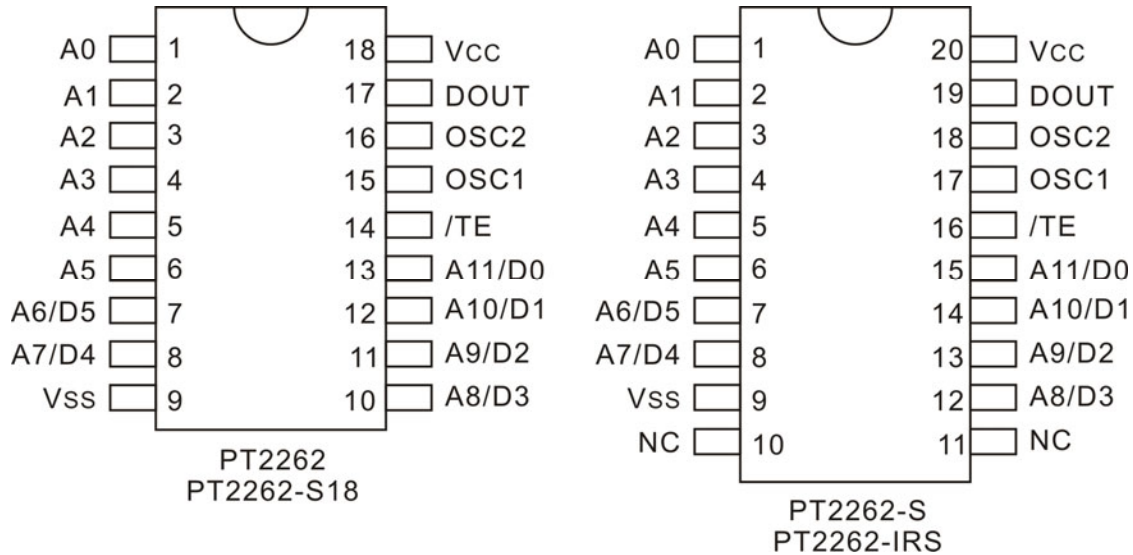 A0 1 18 Vcc
A1 2 17 DOUT
A2 3 16 OSC2
A3 4 15 OSC1
A4 5 14 /TE
A5 6 13 A11/D0
A6/D5 7 12 A10/D1
A7/D4 8 11 A9/D2
Vss 9 10 A8/D3
PT2262
PT2262-S18
A0 1 20 Vcc
A1 2 19 DOUT
A2 3 18 OSC2
A3 4 17 OSC1
A4 5 16 /TE
A5 6 15 A11/D0
A6/D5 7 14 A10/D1
A7/D4 8 13 A9/D2
Vss 9 12 A8/D3
NC 10 11 NC
PT2262-S
PT2262-IRS